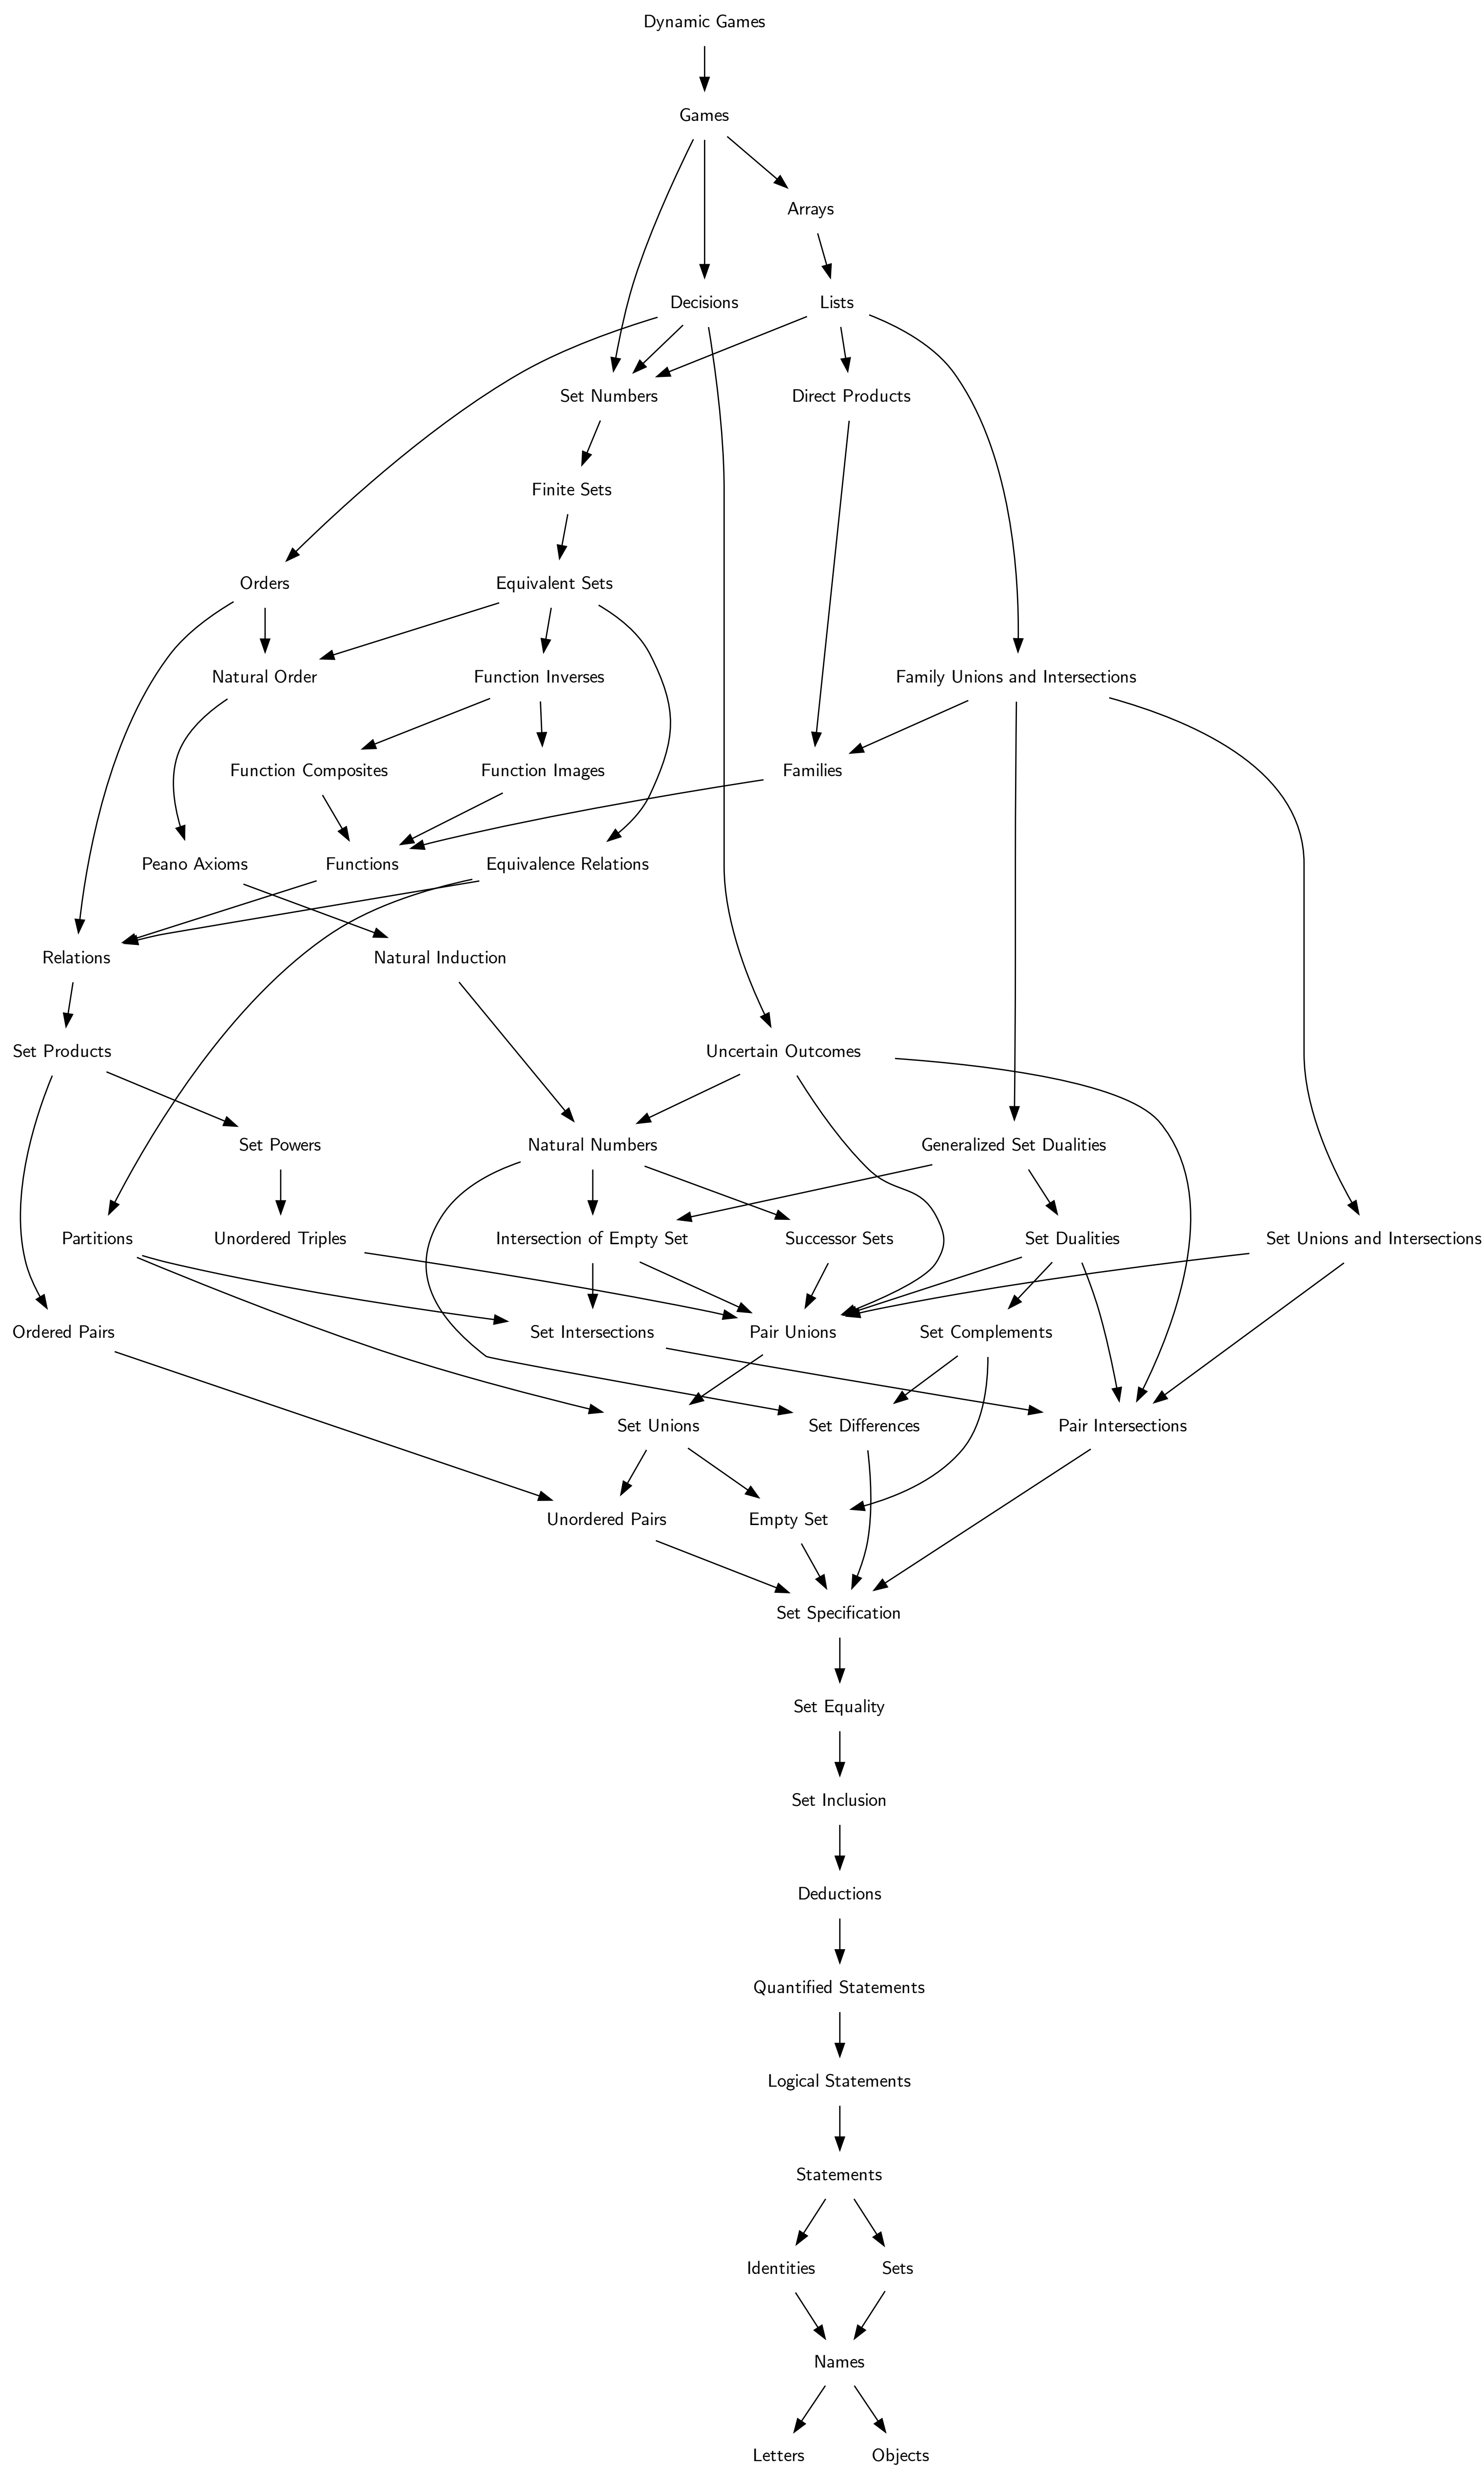 Dynamic Games
Games
Arrays
Decisions
Lists
Set Numbers
Direct Products
Finite Sets
Orders
Equivalent Sets
Natural Order
Function Inverses
Family Unions and Intersections
Function Composites
Function Images
Families
Peano Axioms
Functions
Equivalence Relations
Relations
Natural Induction
Set Products
Uncertain Outcomes
Set Powers
Natural Numbers
Generalized Set Dualities
Partitions
Unordered Triples
Intersection of Empty Set
Successor Sets
Set Dualities
Set Unions and Intersections
Ordered Pairs
Set Intersections
Pair Unions
Set Complements
Set Unions
Set Differences
Pair Intersections
Unordered Pairs
Empty Set
Set Specification
Set Equality
Set Inclusion
Deductions
Quantified Statements
Logical Statements
Statements
Identities
Sets
Names
Letters
Objects